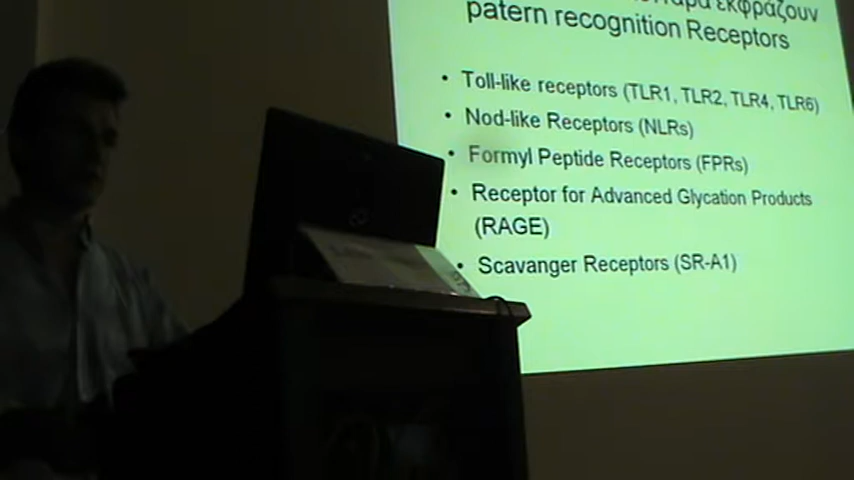 εκφράζουν
patern recognition Receptors
• Toll-like receptors (TLR1, TLR2, TLR4, TLR6)
• Nod-like Receptors (NLRs)
• Formyl Peptide Receptors (FPRs)
• Receptor for Advanced Glycation Products
(RAGE)
• Scavanger Receptors (SR-A1)